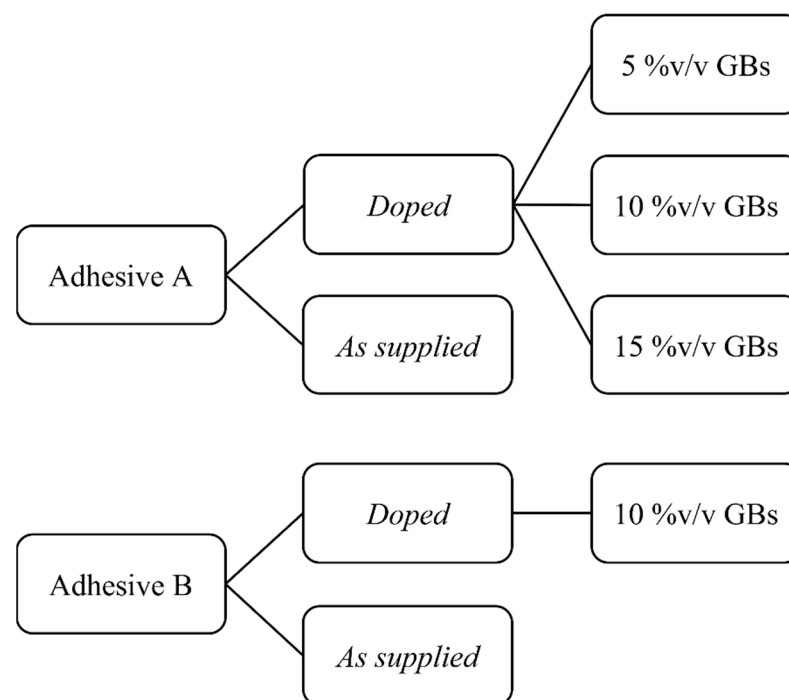 5 %v/v GBs
Doped
10 %v/v GBs
Adhesive A
As supplied
15 %v/v GBs
Doped
10 %v/v GBs
Adhesive B
As supplied